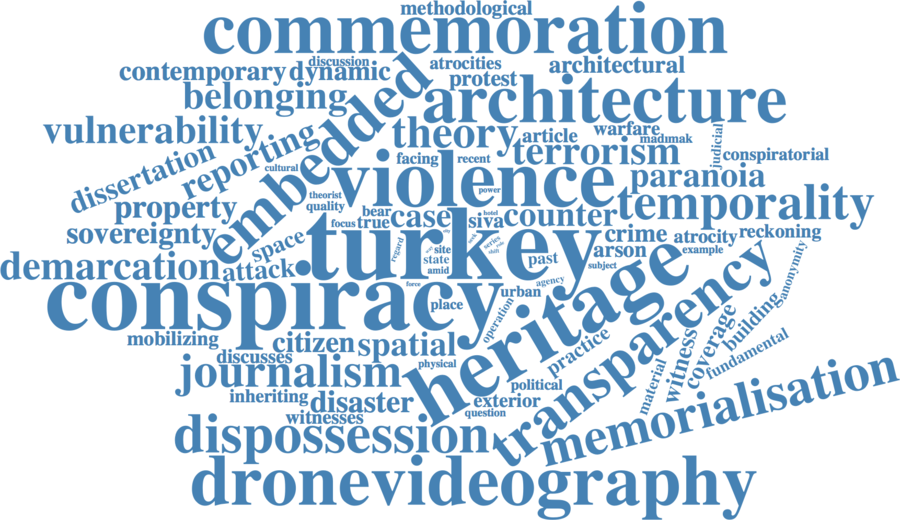 methodological
commemoration
discussion
contemporary dynamic atrocities architectural
protest
belonging embedded architecture
vulnerability reporting theory article warfare madimak judicial
dissertation cultural facing recent terrorism conspiratorial
violence power paranoia
theorist
property quality bear case siva hotel counter temporality
sovereignty focus true crime atrocity reckoning
space turkey regard site series past arson example
demarcation attack state subject anonymity
amid
conspiracy force place agency urban heritage transparency
operation
mobilizing citizen spatial practice building
discusses physical witness coverage fundamental
journalism political material memorialisation
inheriting disaster exterior
witnesses question
dispossession
dronevideography